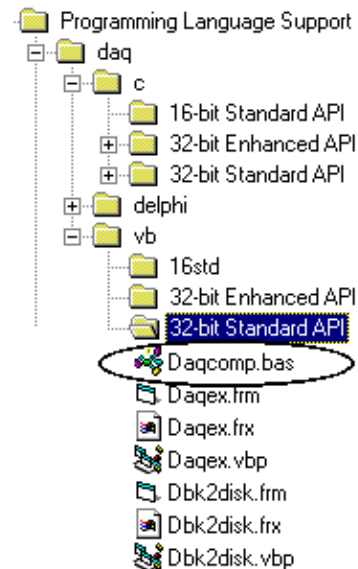 Programming Language Support
daq
c
16-bit Standard API
32-bit Enhanced API
32-bit Standard API
delphi
vb
16std
32-bit Enhanced API
32-bit Standard API
Daqcomp.bas
Daqex.frm
Daqex.frx
Daqex.vbp
Dbk2disk.frm
Dbk2disk.frx
Dbk2disk.vbp